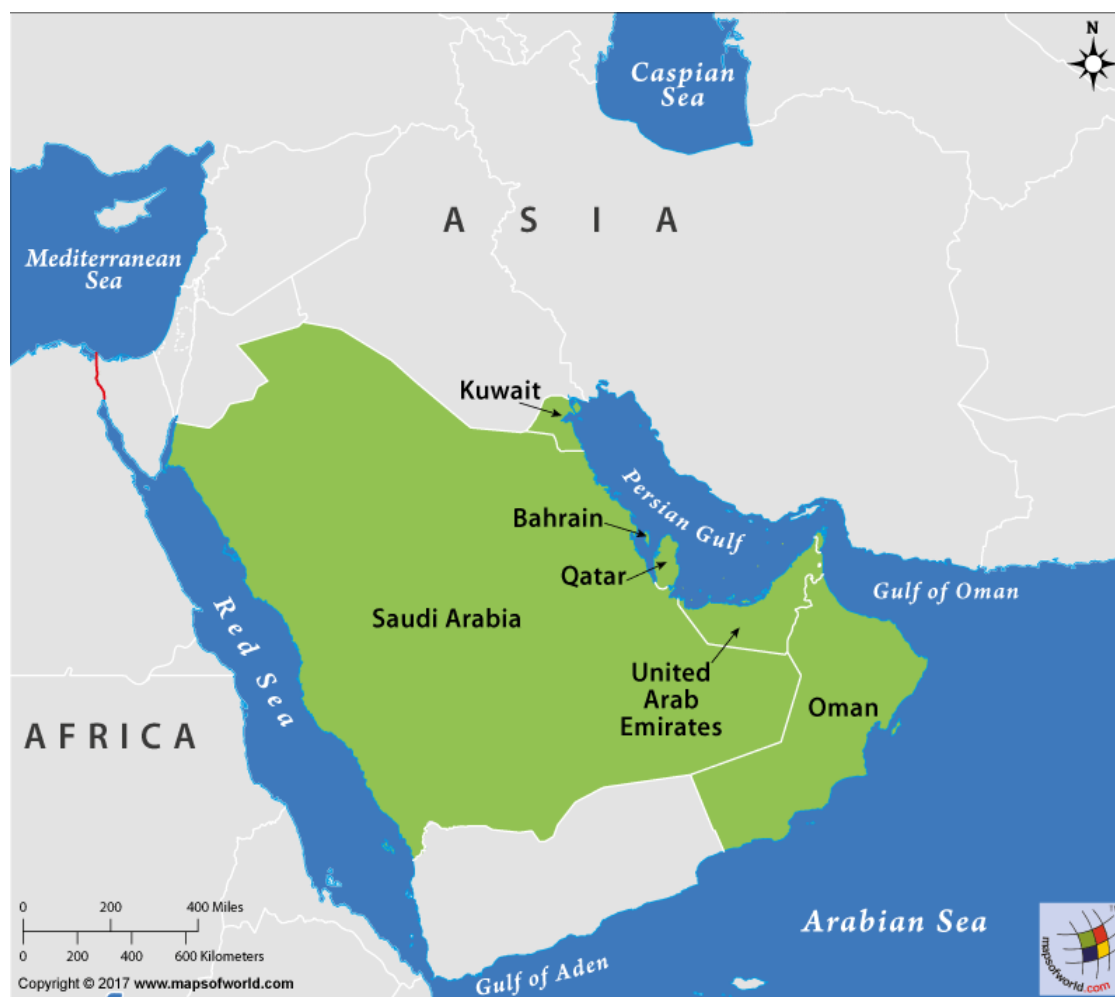 N
Caspian
Sea
A S I A
Mediterranean
Sea
Kuwait
Persian Gulf
Bahrain
Qatar
Gulf of Oman
Saudi Arabia
Red Sea
United
Arab
Emirates
Oman
AFRICA
0 200 400 Miles
0 200 400 600 Kilometers
Arabian Sea
Gulf of Aden
Copyright © 2017 www.mapsofworld.com
mapsofworld.com